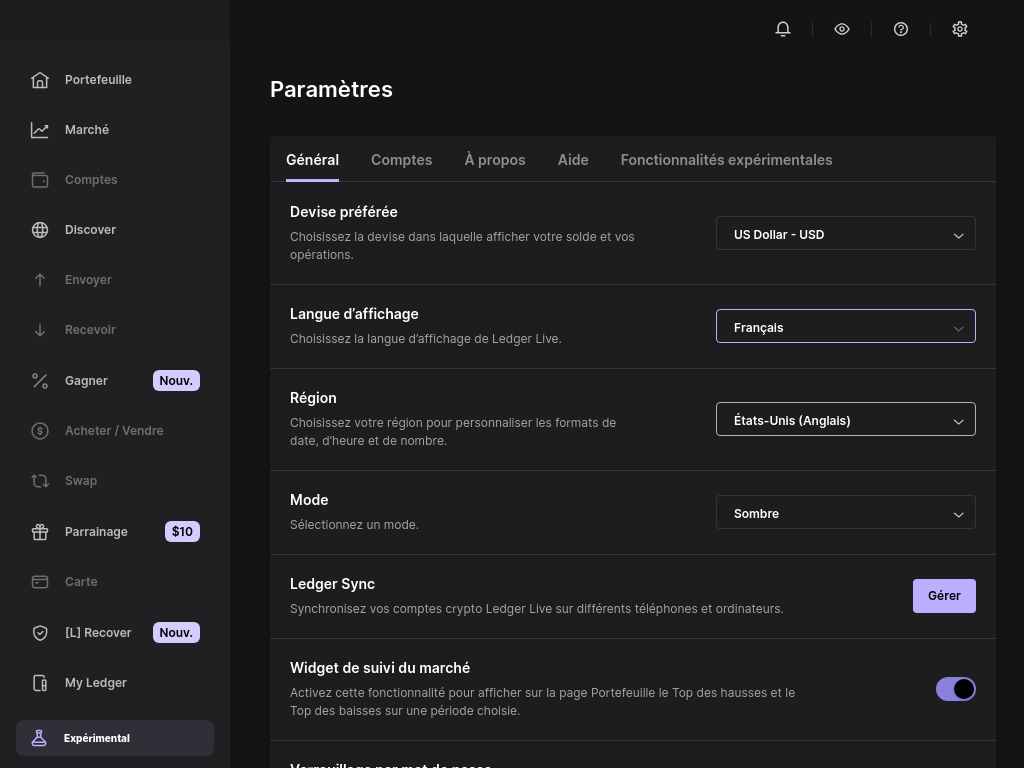 Portefeuille
Marché
Comptes
Discover
Envoyer
Recevoir
Gagner Nouv.
Acheter / Vendre
Swap
Parrainage $10
Carte
[L] Recover Nouv.
My Ledger
Expérimental
Paramètres
Général Comptes À propos Aide Fonctionnalités expérimentales
Devise préférée
Choisissez la devise dans laquelle afficher votre solde et vos
opérations.
US Dollar - USD
Langue d’affichage
Choisissez la langue d’affichage de Ledger Live.
Français
Région
Choisissez votre région pour personnaliser les formats de
date, d’heure et de nombre.
États-Unis (Anglais)
Mode
Sélectionnez un mode.
Sombre
Ledger Sync
Synchronisez vos comptes crypto Ledger Live sur différents téléphones et ordinateurs.
Gérer
Widget de suivi du marché
Activez cette fonctionnalité pour afficher sur la page Portefeuille le Top des hausses et le
Top des baisses sur une période choisie.
Verrouillage par mot de passe